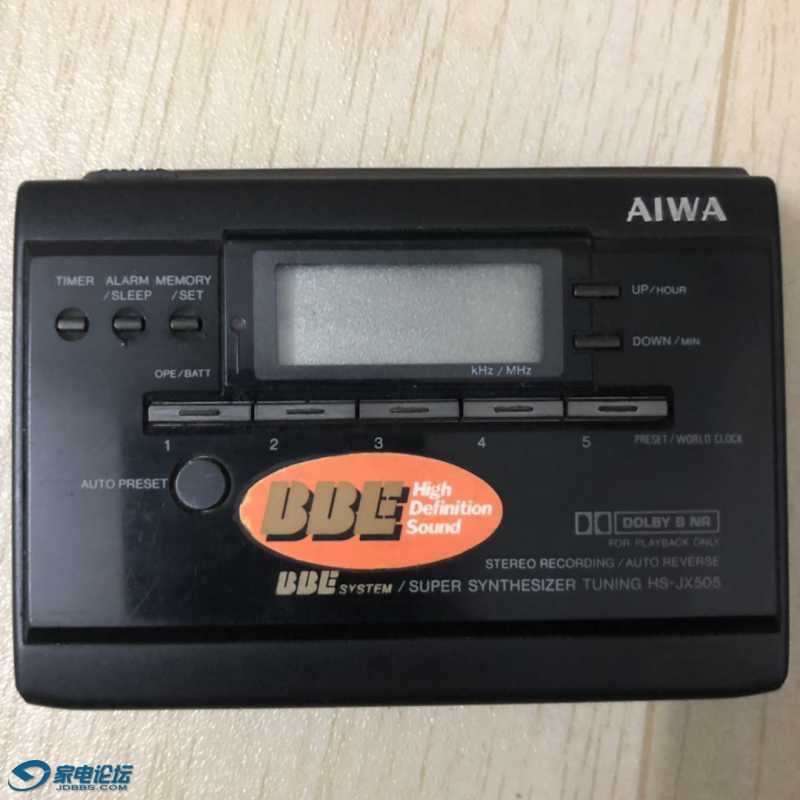 AIWA
TIMER ALARM MEMORY
/SLEEP /SET
UP/HOUR
DOWN/MIN
kHz / MHz
OPE/BATT
1 2 3 4 5 PRESET/WORLD CLOCK
AUTO PRESET
BBE High
Definition
Sound
DOLBY B NR
FOR PLAYBACK ONLY
STEREO RECORDING/AUTO REVERSE
BBE SYSTEM / SUPER SYNTHESIZER TUNING HS-JX505
家电论坛
JDBBS.COM